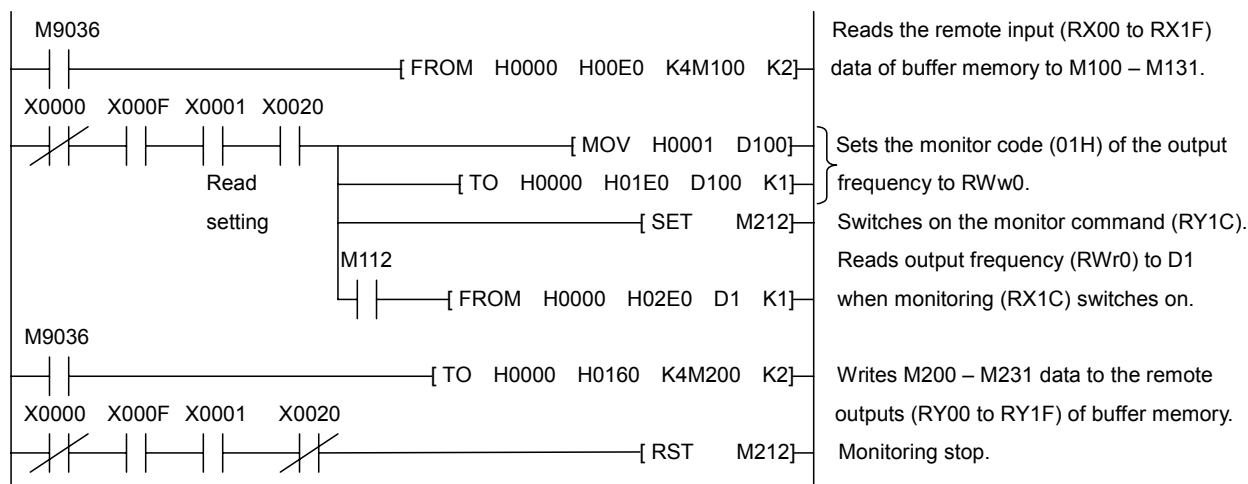 M9036
Reads the remote input (RX00 to RX1F)
[ FROM H0000 H00E0 K4M100 K2]
data of buffer memory to M100 – M131.
X0000 X000F X0001 X0020
[ MOV H0001 D100]
Sets the monitor code (01H) of the output
Read
[ TO H0000 H01E0 D100 K1]
frequency to RWw0.
setting
[ SET M212]
Switches on the monitor command (RY1C).
M112
Reads output frequency (RWr0) to D1
[ FROM H0000 H02E0 D1 K1]
when monitoring (RX1C) switches on.
M9036
[ TO H0000 H0160 K4M200 K2]
Writes M200 – M231 data to the remote
X0000 X000F X0001 X0020
outputs (RY00 to RY1F) of buffer memory.
[ RST M212]
Monitoring stop.